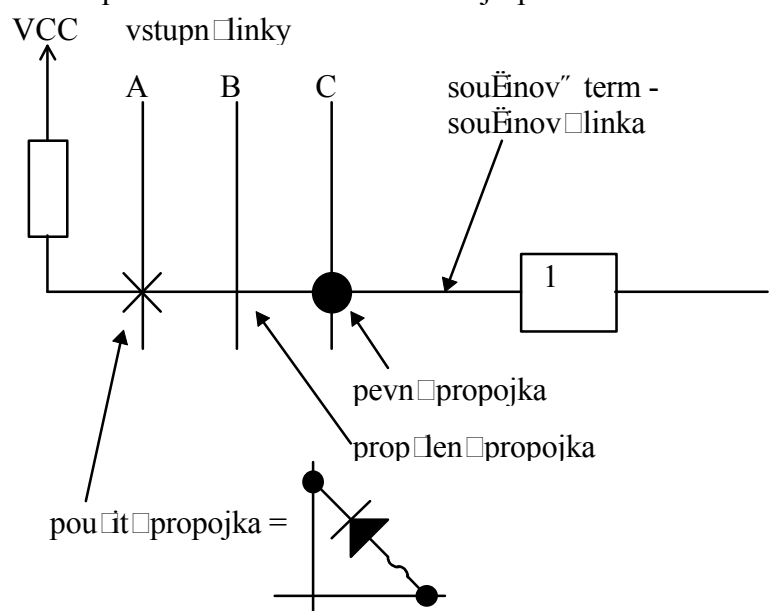 VCC vstupn□linky
A B C
souËinov˝ term -
souËinov□linka
1
pevn□propojka
prop□len□propojka
pou□it□propojka =